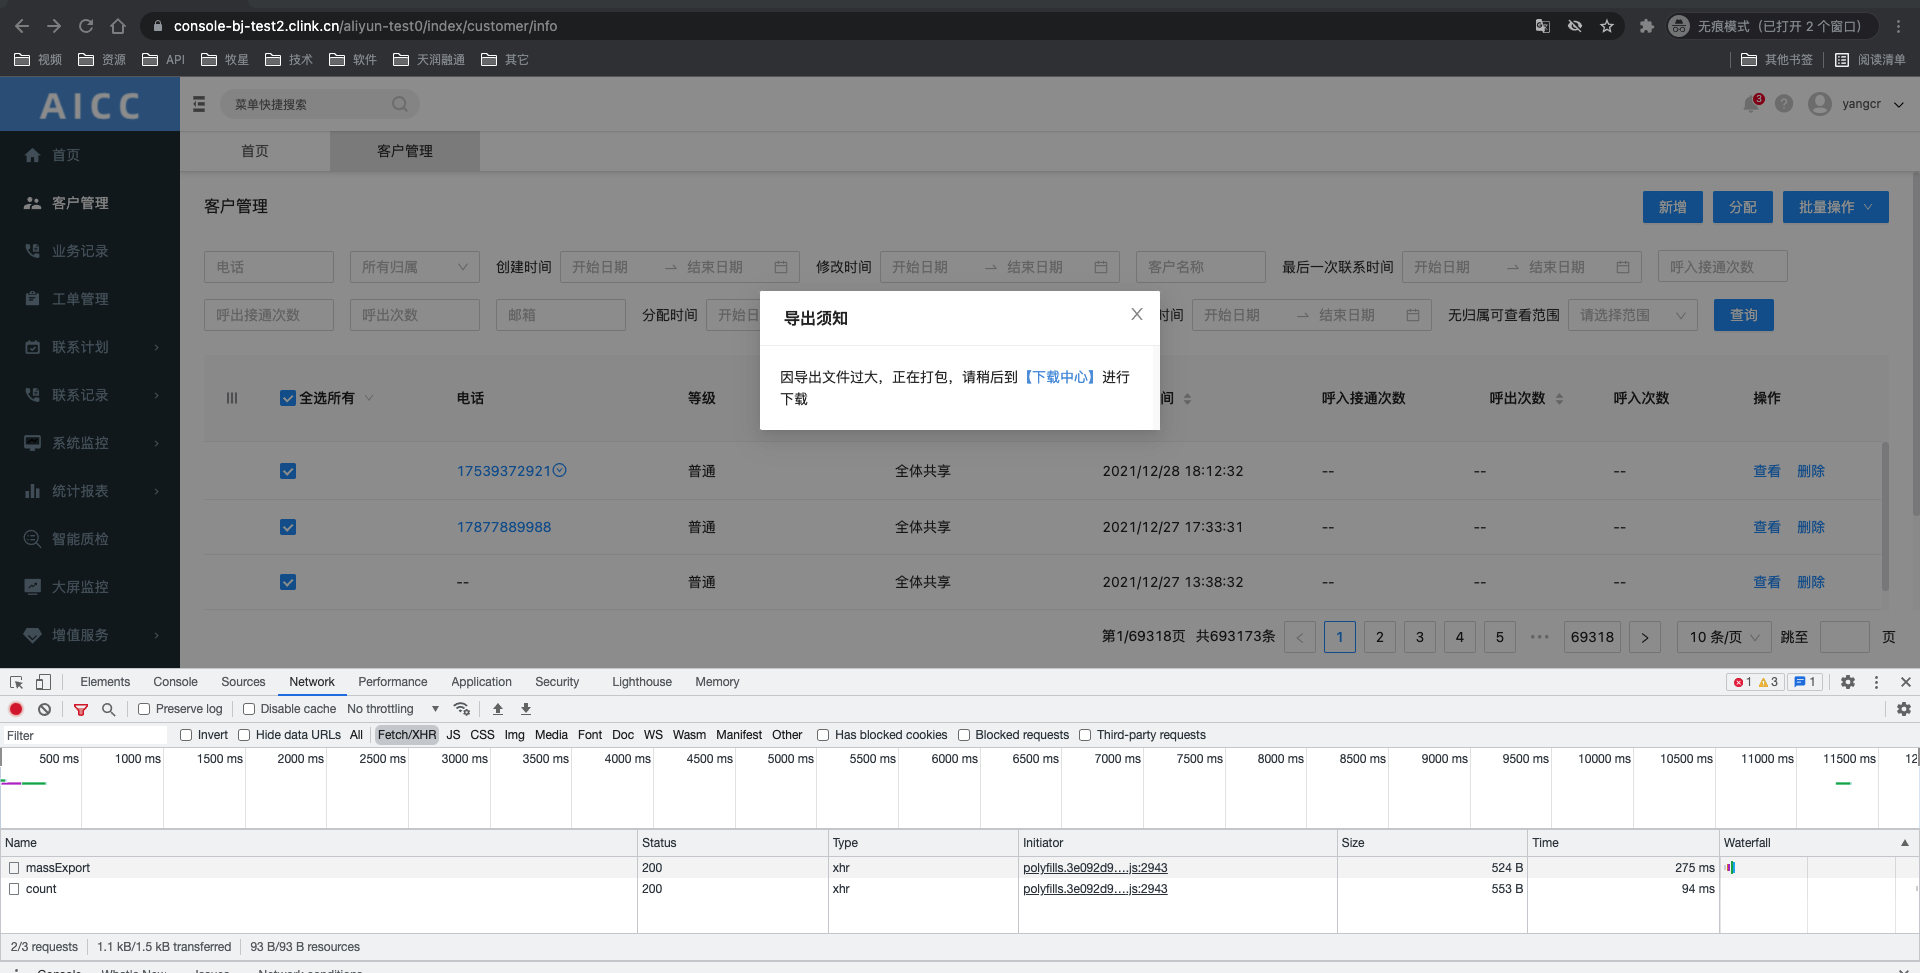 console-bj-test2.clink.cn/aliyun-test0/index/customer/info
无痕模式（已打开 2 个窗口）
视频 资源 API 牧星 技术 软件 天润融通 其它 其他书签 阅读清单
AICC 菜单快捷搜索 3 yangcr
首页 客户管理
首页
客户管理
业务记录
工单管理
联系计划
联系记录
系统监控
统计报表
智能质检
大屏监控
增值服务
客户管理 新增 分配 批量操作
电话 所有归属 创建时间 开始日期 结束日期 修改时间 开始日期 结束日期 客户名称 最后一次联系时间 开始日期 结束日期 呼入接通次数
呼出接通次数 呼出次数 邮箱 分配时间 开始日 时间 开始日期 结束日期 无归属可查看范围 请选择范围 查询
导出须知
因导出文件过大，正在打包，请稍后到【下载中心】进行
下载
全选所有 电话 等级 间 呼入接通次数 呼出次数 呼入次数 操作
17539372921 普通 全体共享 2021/12/28 18:12:32 -- -- -- 查看 删除
17877889988 普通 全体共享 2021/12/27 17:33:31 -- -- -- 查看 删除
-- 普通 全体共享 2021/12/27 13:38:32 -- -- -- 查看 删除
第1/69318页 共693173条 < 1 2 3 4 5 ••• 69318 > 10 条/页 跳至 页
Elements Console Sources Network Performance Application Security Lighthouse Memory 1 3 1
Preserve log Disable cache No throttling
Filter Invert Hide data URLs All Fetch/XHR JS CSS Img Media Font Doc WS Wasm Manifest Other Has blocked cookies Blocked requests Third-party requests
500 ms 1000 ms 1500 ms 2000 ms 2500 ms 3000 ms 3500 ms 4000 ms 4500 ms 5000 ms 5500 ms 6000 ms 6500 ms 7000 ms 7500 ms 8000 ms 8500 ms 9000 ms 9500 ms 10000 ms 10500 ms 11000 ms 11500 ms 12
Name Status Type Initiator Size Time Waterfall
massExport 200 xhr polyfills.3e092d9….js:2943 524 B 275 ms
count 200 xhr polyfills.3e092d9….js:2943 553 B 94 ms
2/3 requests 1.1 kB/1.5 kB transferred 93 B/93 B resources
Console What's New Issues Network conditions